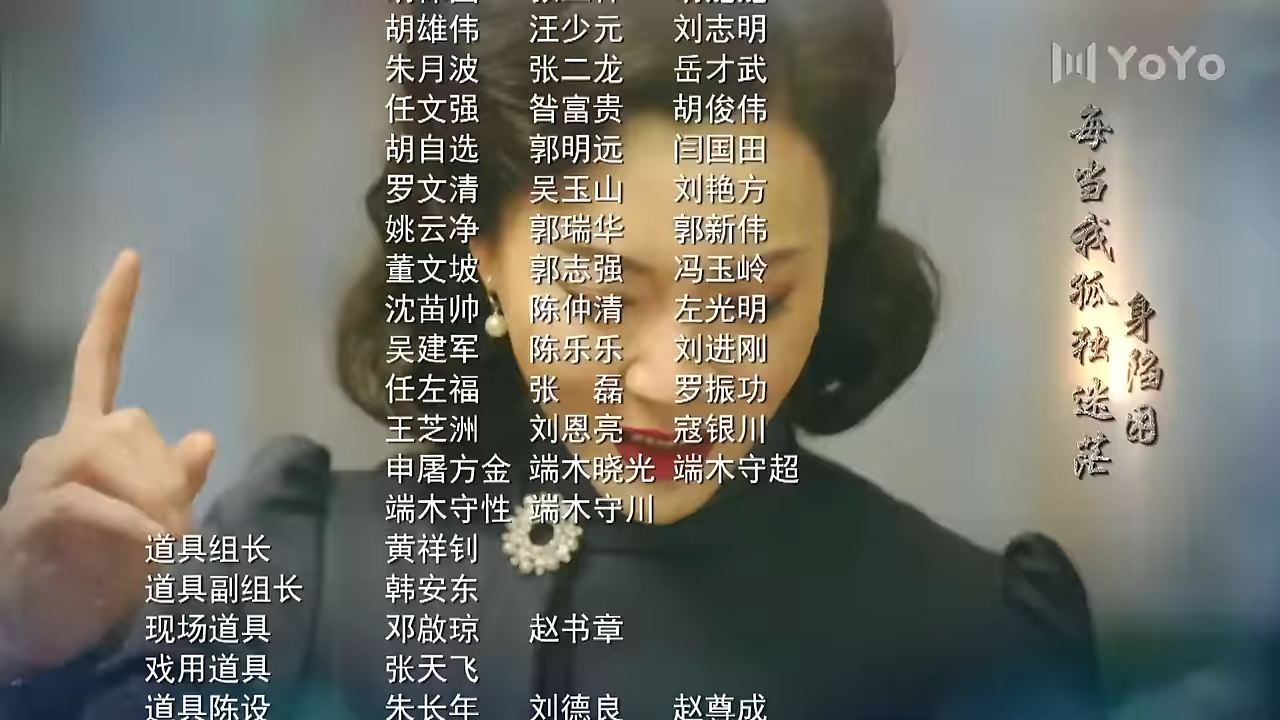 胡雄伟 汪少元 刘志明
朱月波 张二龙 岳才武
任文强 昝富贵 胡俊伟
胡自选 郭明远 闫国田
罗文清 吴玉山 刘艳方
姚云净 郭瑞华 郭新伟
董文坡 郭志强 冯玉岭
沈苗帅 陈仲清 左光明
吴建军 陈乐乐 刘进刚
任左福 张 磊 罗振功
王芝洲 刘恩亮 寇银川
申屠方金 端木晓光 端木守超
端木守性 端木守川
道具组长 黄祥钊
道具副组长 韩安东
现场道具 邓啟琼 赵书章
戏用道具 张天飞
道具陈设 朱长年 刘德良 赵尊成
YoYo
每当我孤独迷茫
身陷困